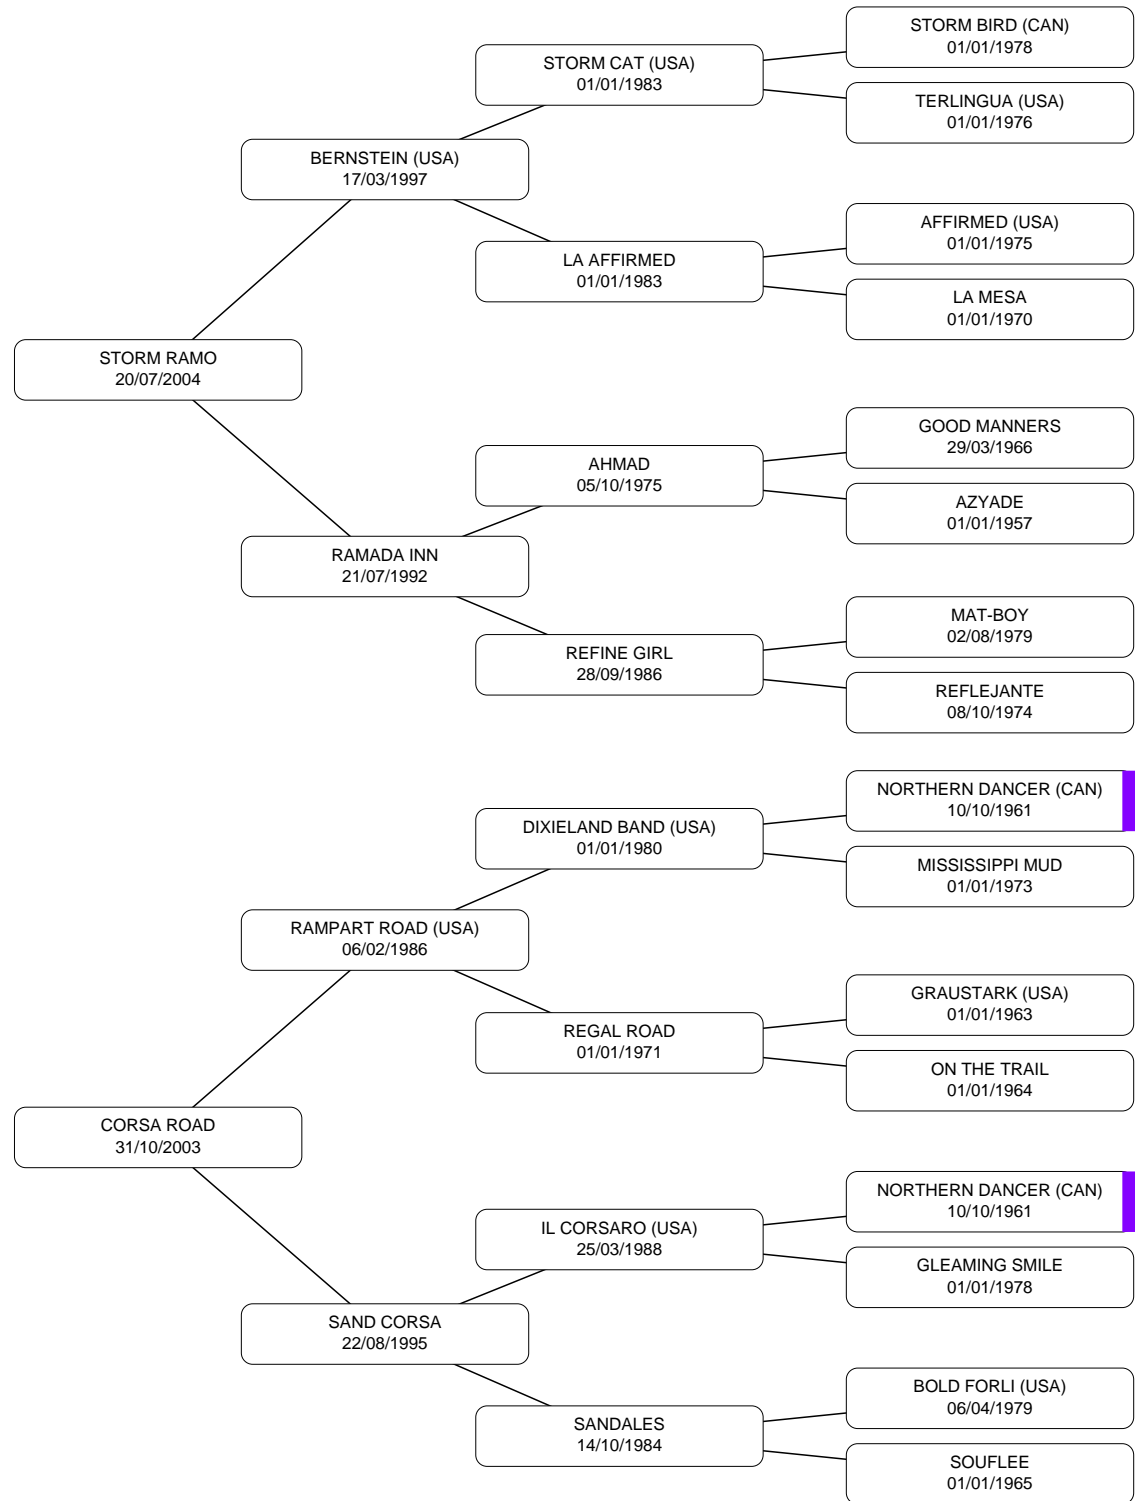 STORM BIRD (CAN)
01/01/1978
STORM CAT (USA)
01/01/1983
TERLINGUA (USA)
01/01/1976
BERNSTEIN (USA)
17/03/1997
AFFIRMED (USA)
01/01/1975
LA AFFIRMED
01/01/1983
LA MESA
01/01/1970
STORM RAMO
20/07/2004
GOOD MANNERS
29/03/1966
AHMAD
05/10/1975
AZYADE
01/01/1957
RAMADA INN
21/07/1992
MAT-BOY
02/08/1979
REFINE GIRL
28/09/1986
REFLEJANTE
08/10/1974
NORTHERN DANCER (CAN)
10/10/1961
DIXIELAND BAND (USA)
01/01/1980
MISSISSIPPI MUD
01/01/1973
RAMPART ROAD (USA)
06/02/1986
GRAUSTARK (USA)
01/01/1963
REGAL ROAD
01/01/1971
ON THE TRAIL
01/01/1964
CORSA ROAD
31/10/2003
NORTHERN DANCER (CAN)
10/10/1961
IL CORSARO (USA)
25/03/1988
GLEAMING SMILE
01/01/1978
SAND CORSA
22/08/1995
BOLD FORLI (USA)
06/04/1979
SANDALES
14/10/1984
SOUFLEE
01/01/1965